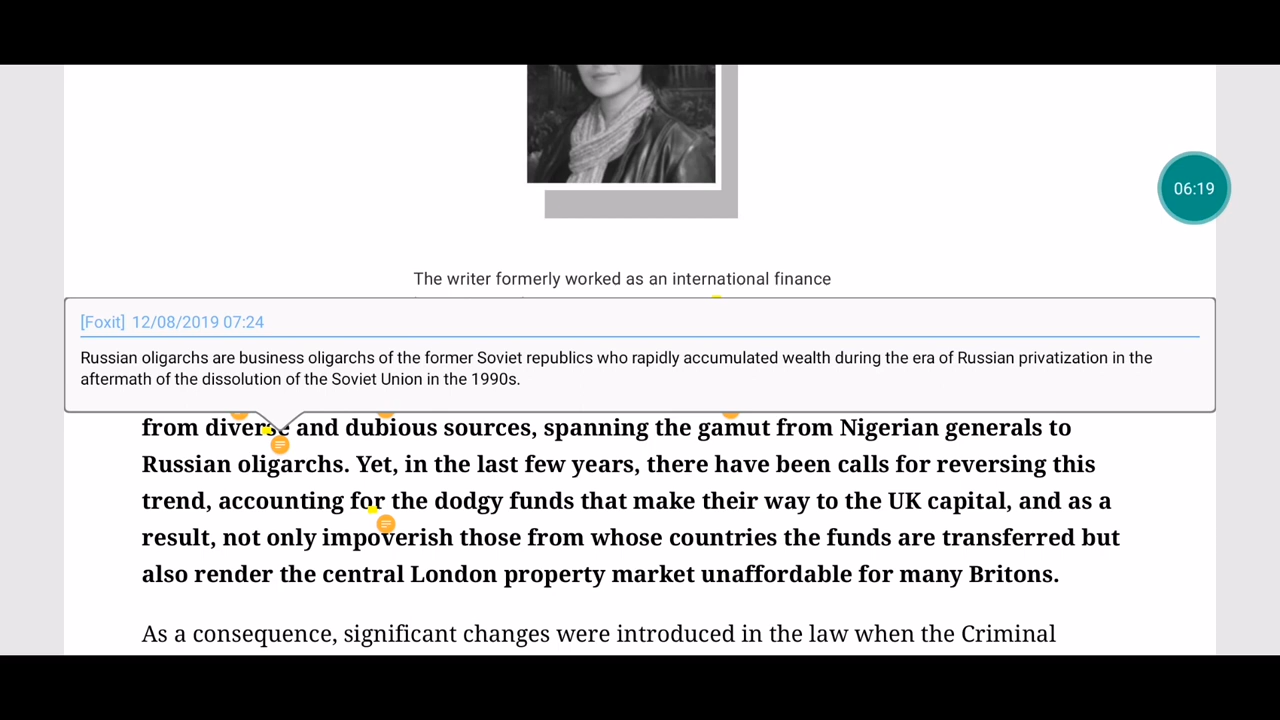 06:19
The writer formerly worked as an international finance
[Foxit] 12/08/2019 07:24
Russian oligarchs are business oligarchs of the former Soviet republics who rapidly accumulated wealth during the era of Russian privatization in the
aftermath of the dissolution of the Soviet Union in the 1990s.
from diverse and dubious sources, spanning the gamut from Nigerian generals to
Russian oligarchs. Yet, in the last few years, there have been calls for reversing this
trend, accounting for the dodgy funds that make their way to the UK capital, and as a
result, not only impoverish those from whose countries the funds are transferred but
also render the central London property market unaffordable for many Britons.
As a consequence, significant changes were introduced in the law when the Criminal